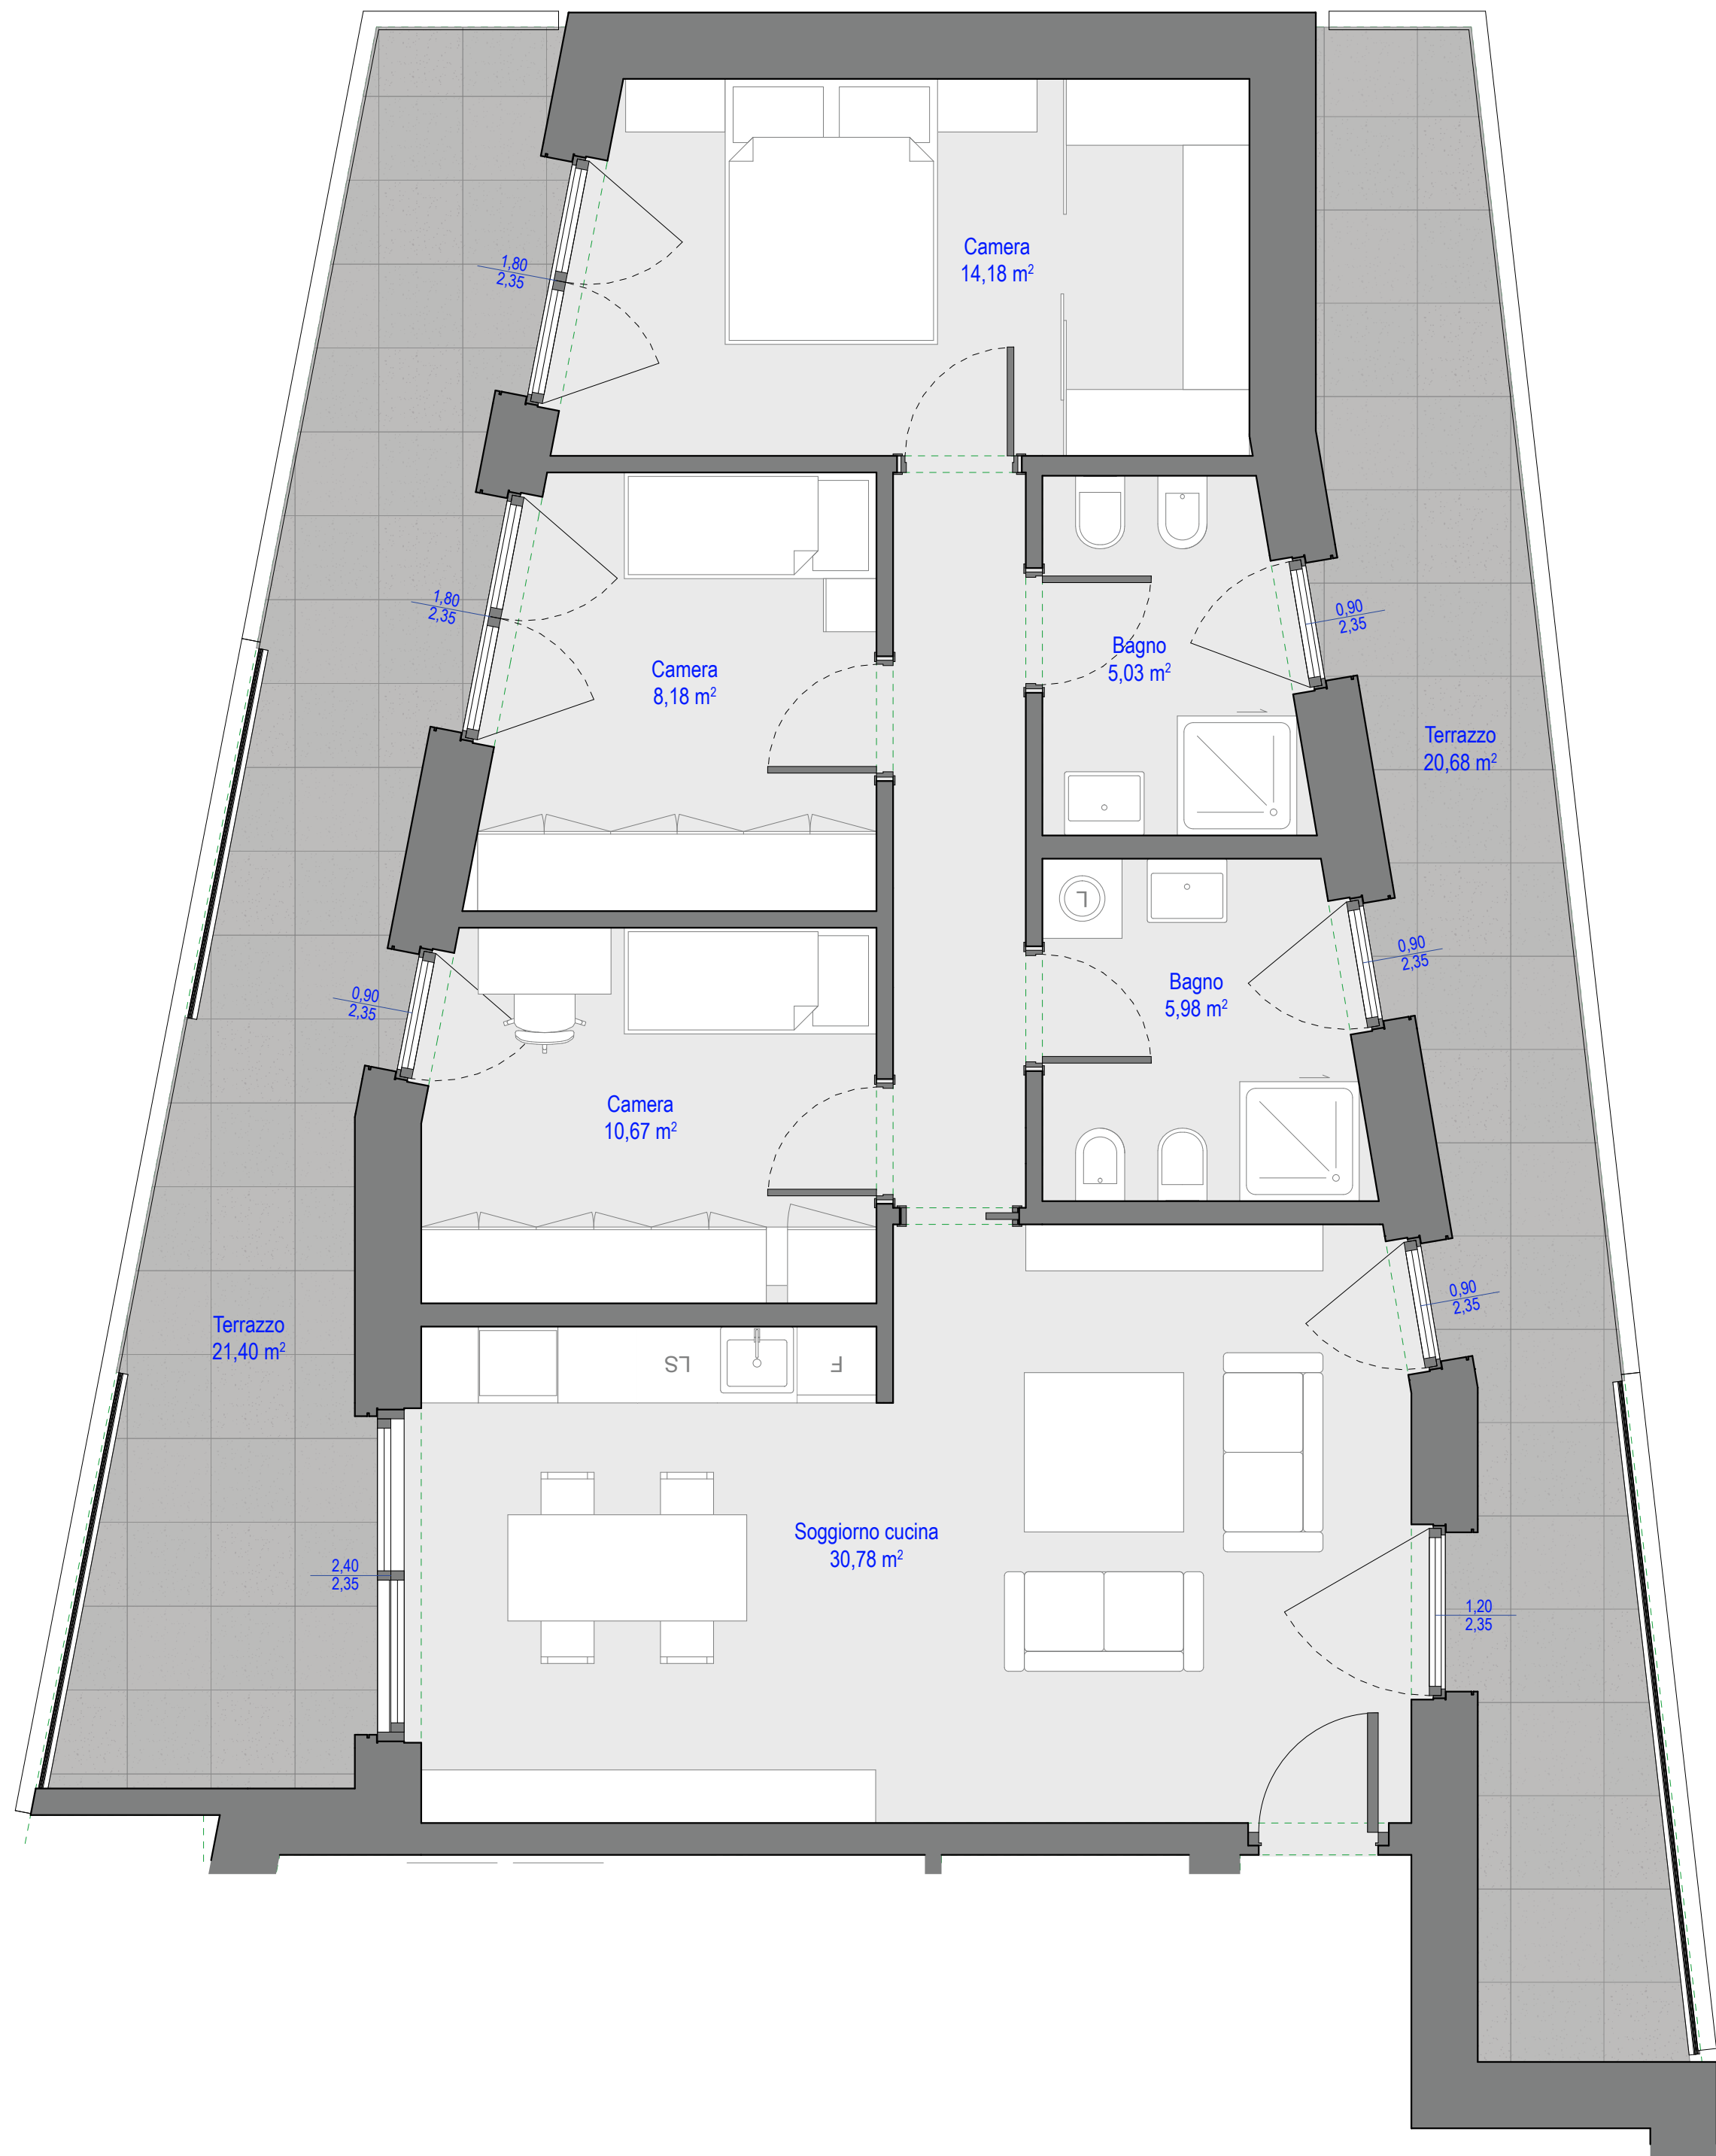 Camera
14,18 m²
1,80
2,35
1,80
2,35
Camera
8,18 m²
Bagno
5,03 m²
0,90
2,35
Terrazzo
20,68 m²
L
0,90
2,35
Bagno
5,98 m²
0,90
2,35
Camera
10,67 m²
0,90
2,35
Terrazzo
21,40 m²
LS
F
Soggiorno cucina
30,78 m²
2,40
2,35
1,20
2,35